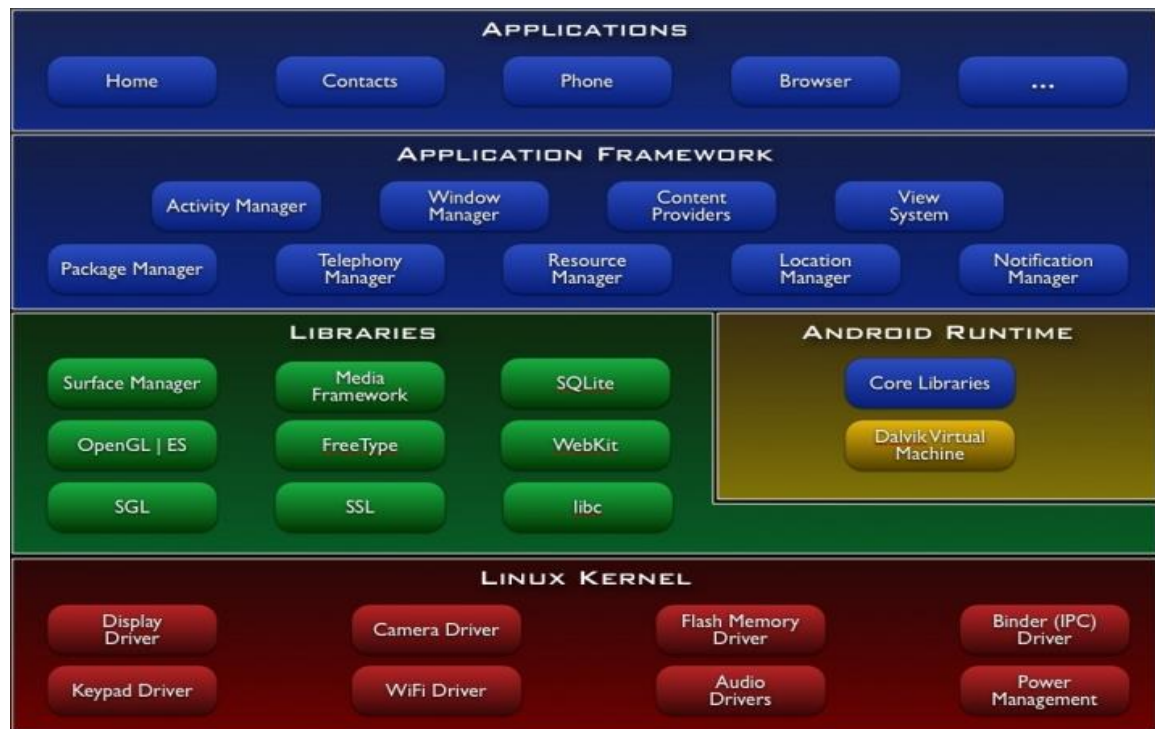 APPLICATIONS
Home
Contacts
Phone
Browser
...
APPLICATION FRAMEWORK
Activity Manager
Window
Manager
Content
Providers
View
System
Package Manager
Telephony
Manager
Resource
Manager
Location
Manager
Notification
Manager
LIBRARIES
Surface Manager
Media
Framework
SQLite
OpenGL | ES
FreeType
WebKit
SGL
SSL
libc
ANDROID RUNTIME
Core Libraries
Dalvik Virtual
Machine
LINUX KERNEL
Display
Driver
Camera Driver
Flash Memory
Driver
Binder (IPC)
Driver
Keypad Driver
WiFi Driver
Audio
Drivers
Power
Management